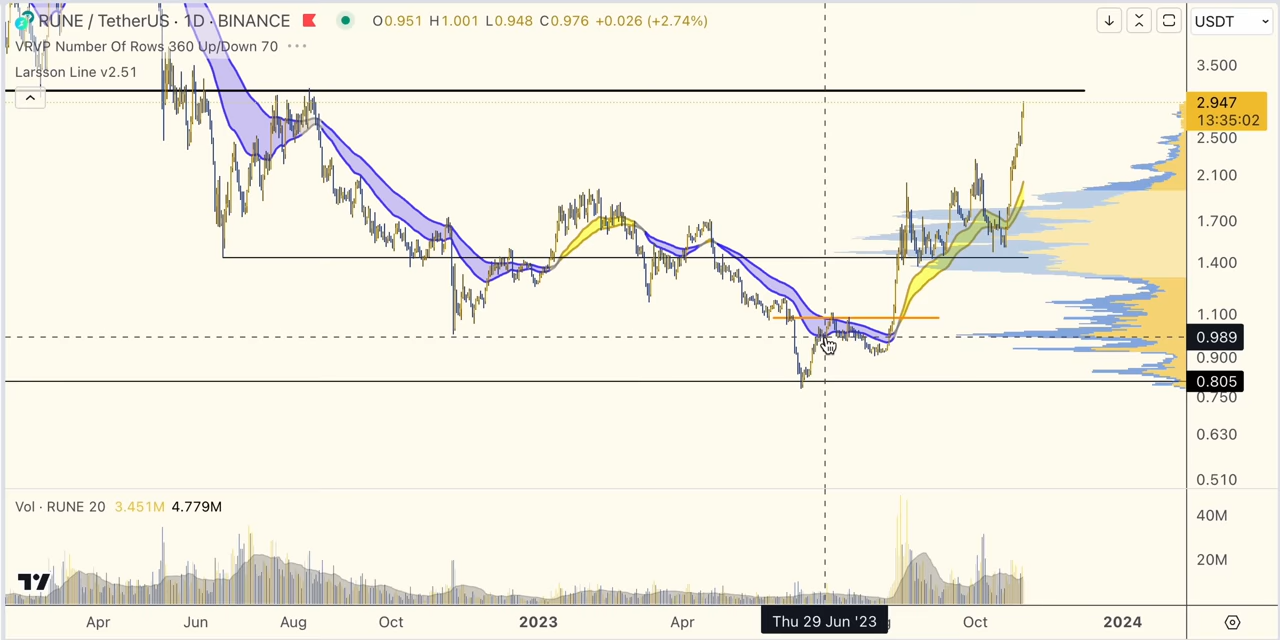 RUNE / TetherUS · 1D · BINANCE O0.951 H1.001 L0.948 C0.976 +0.026 (+2.74%)
USDT
VRVP Number Of Rows 360 Up/Down 70
Larsson Line v2.51
3.500
2.947
13:35:02
2.500
2.100
1.700
1.400
1.100
0.989
0.900
0.805
0.750
0.630
0.510
Vol · RUNE 20 3.451M 4.779M
40M
20M
Apr Jun Aug Oct 2023 Apr Thu 29 Jun '23 Oct 2024